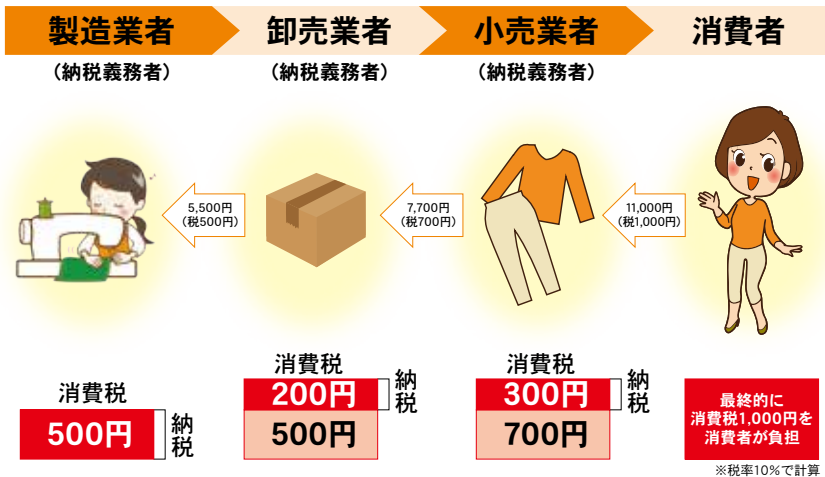 製造業者
卸売業者
小売業者
消費者
（納税義務者）
（納税義務者）
（納税義務者）
5,500円
（税500円）
7,700円
（税700円）
11,000円
（税1,000円）
消費税
500円
納税
消費税
200円
500円
納税
消費税
300円
700円
納税
最終的に
消費税1,000円を
消費者が負担
※税率10%で計算